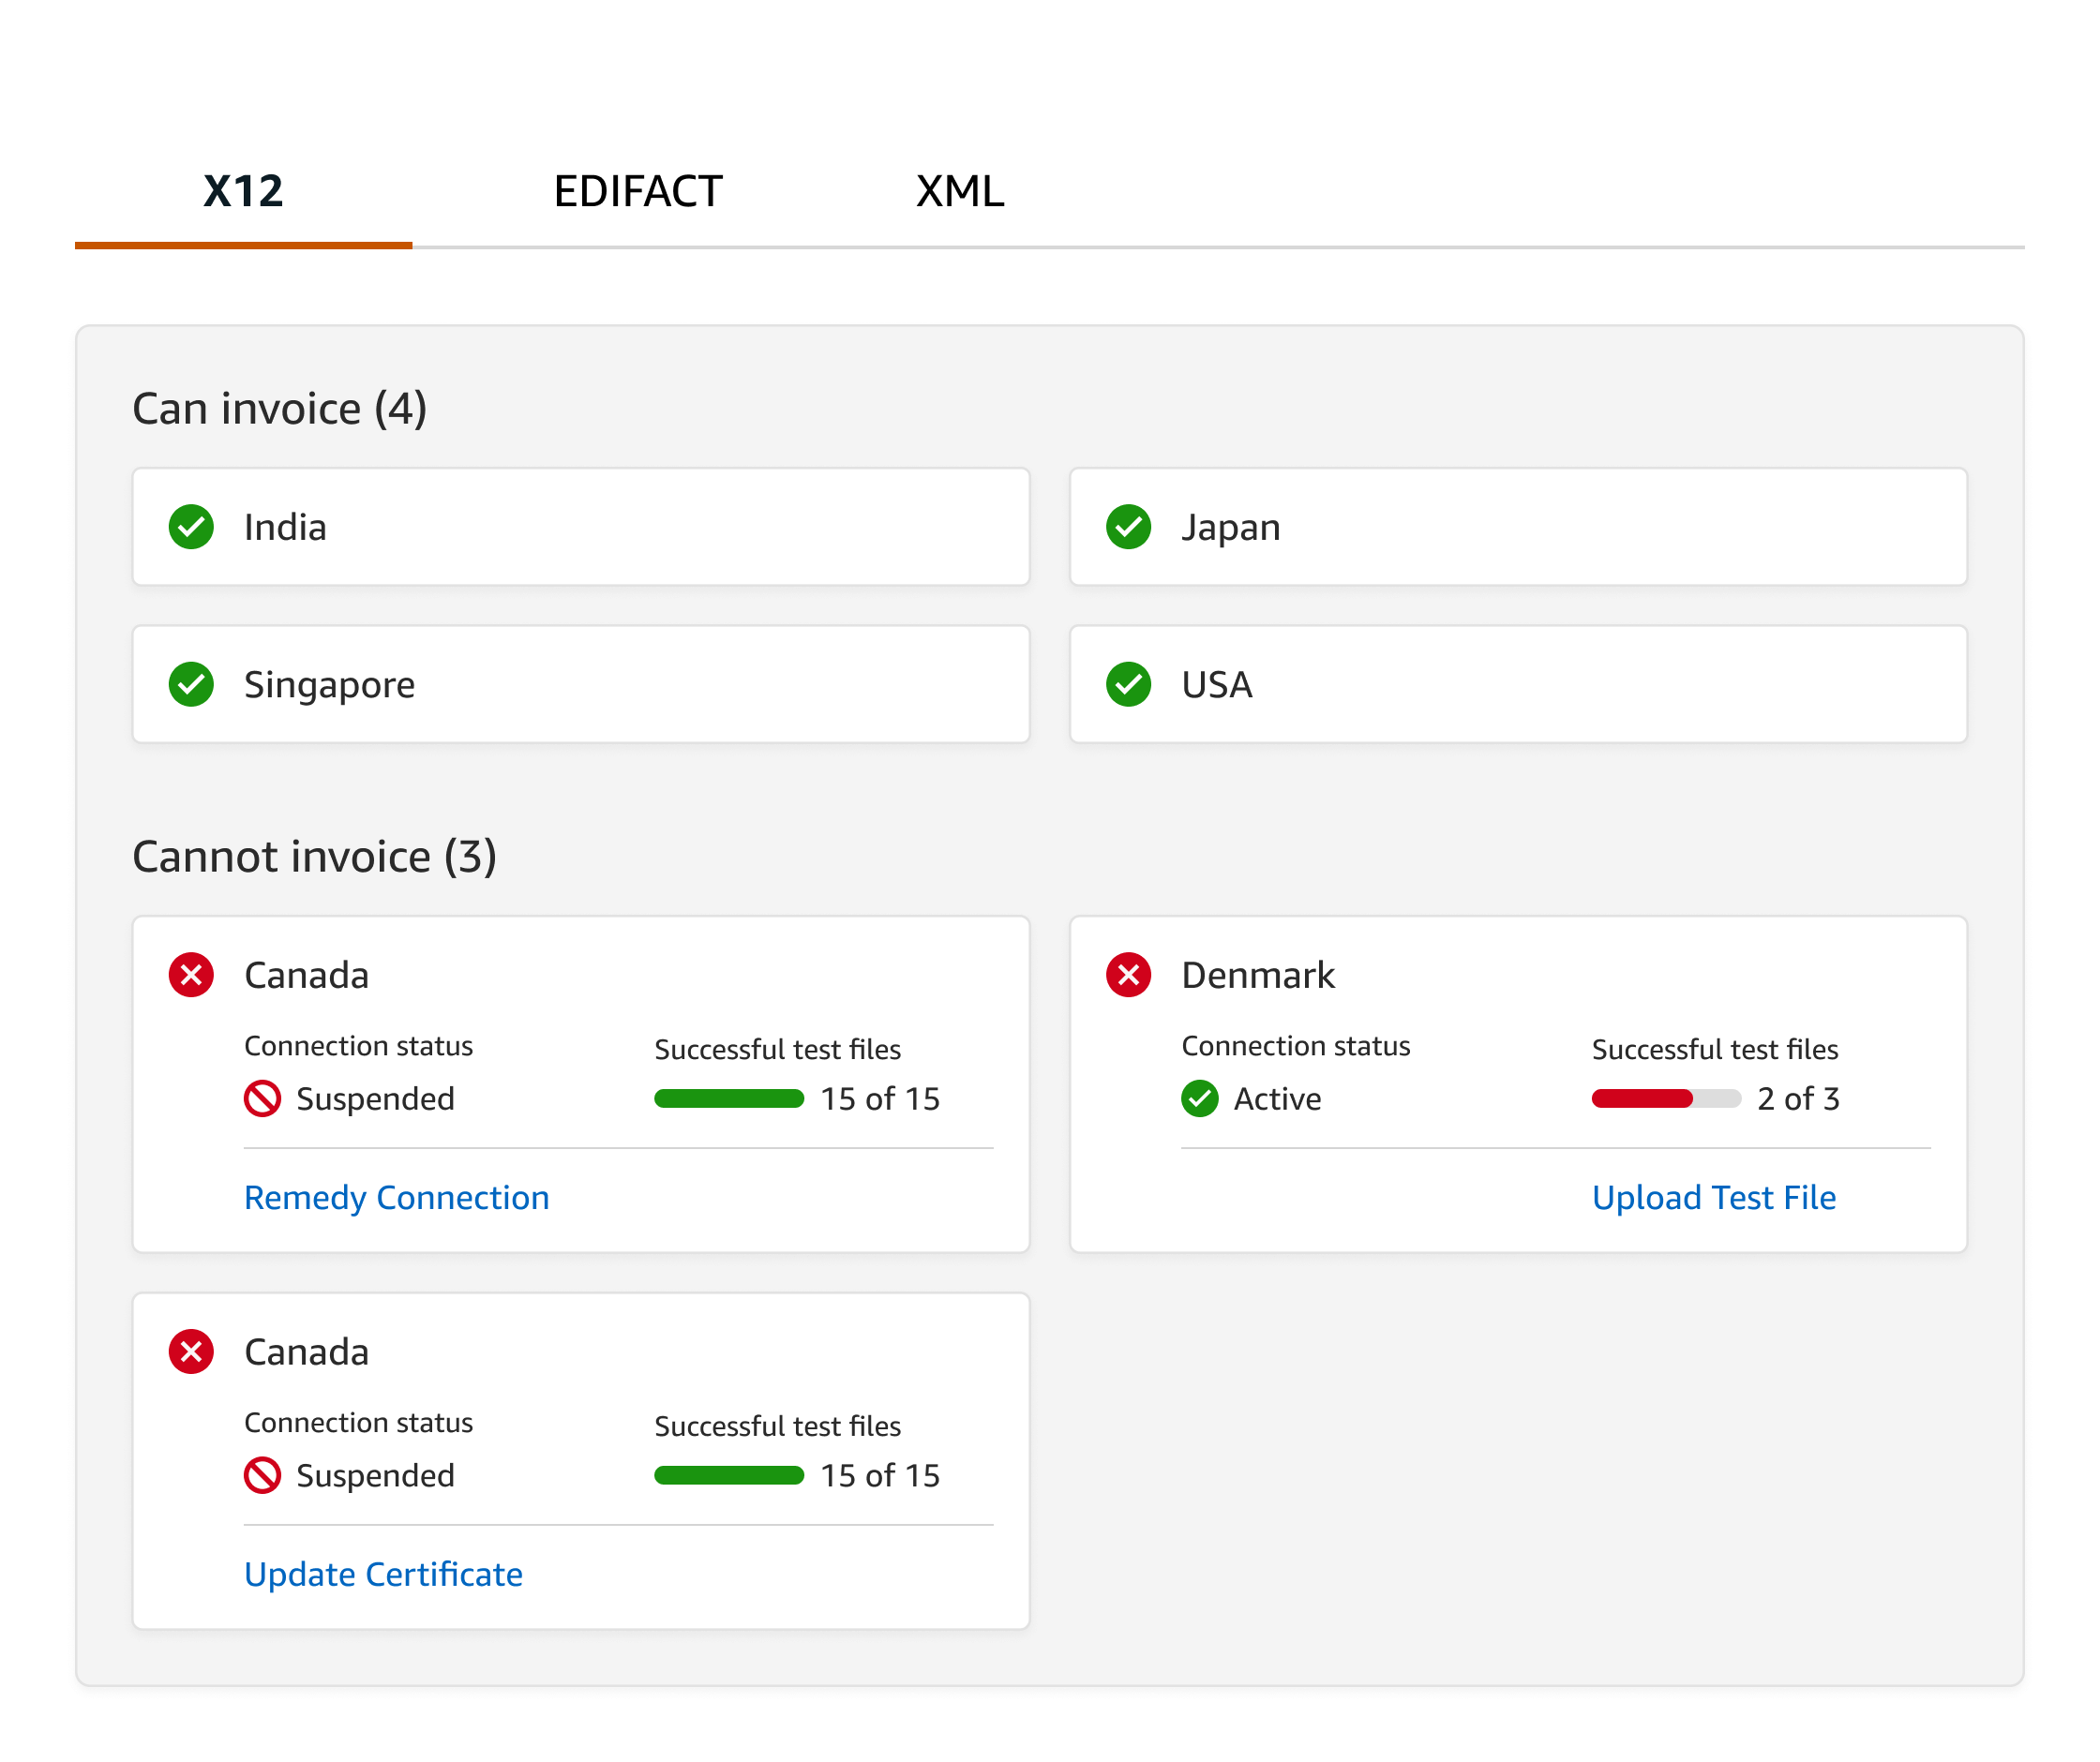 X12 EDIFACT XML
Can invoice (4)
India
Japan
Singapore
USA
Cannot invoice (3)
Canada
Connection status Successful test files
Suspended 15 of 15
Remedy Connection
Denmark
Connection status Successful test files
Active 2 of 3
Upload Test File
Canada
Connection status Successful test files
Suspended 15 of 15
Update Certificate